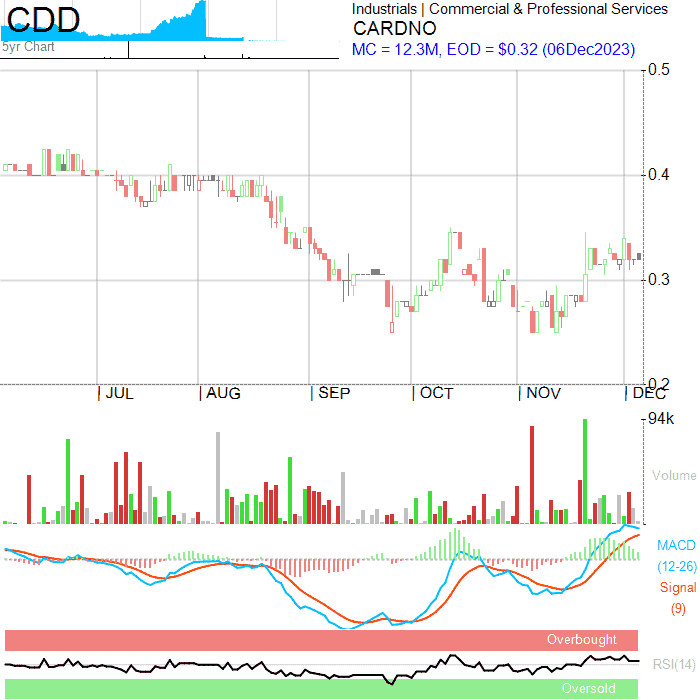 CDD
5yr Chart
Industrials | Commercial & Professional Services
CARDNO
MC = 12.3M, EOD = $0.32 (06Dec2023)
0.5
0.4
0.3
0.2
JUL
AUG
SEP
OCT
NOV
DEC
94k
Volume
MACD
(12-26)
Signal
(9)
Overbought
RSI(14)
Oversold